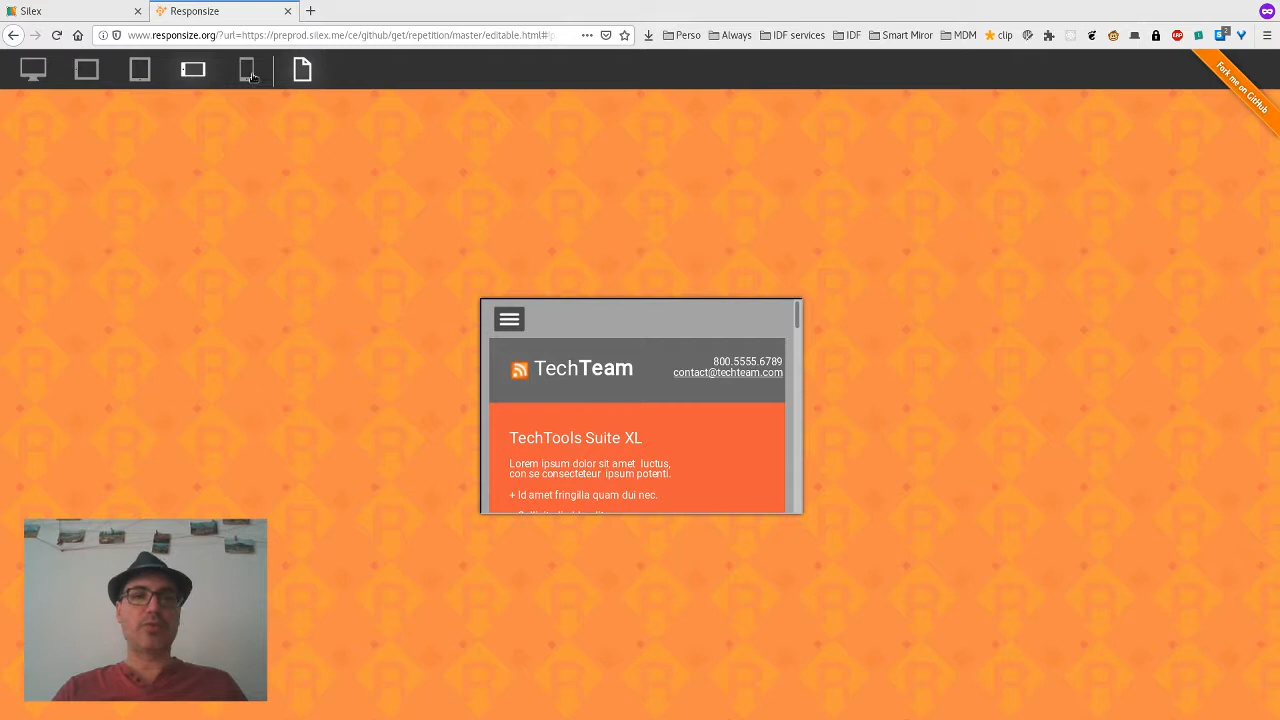 Silex
Responsize
www.responsize.org/?url=https://preprod.silex.me/ce/github/get/repetition/master/editable.html#
Perso
Always
IDF services
IDF
Smart Miror
MDM
clip
2
Fork me on GitHub
TechTeam
800.5555.6789
contact@techteam.com
TechTools Suite XL
Lorem ipsum dolor sit amet luctus,
con se consecteteur ipsum potenti.
+ Id amet fringilla quam dui nec.